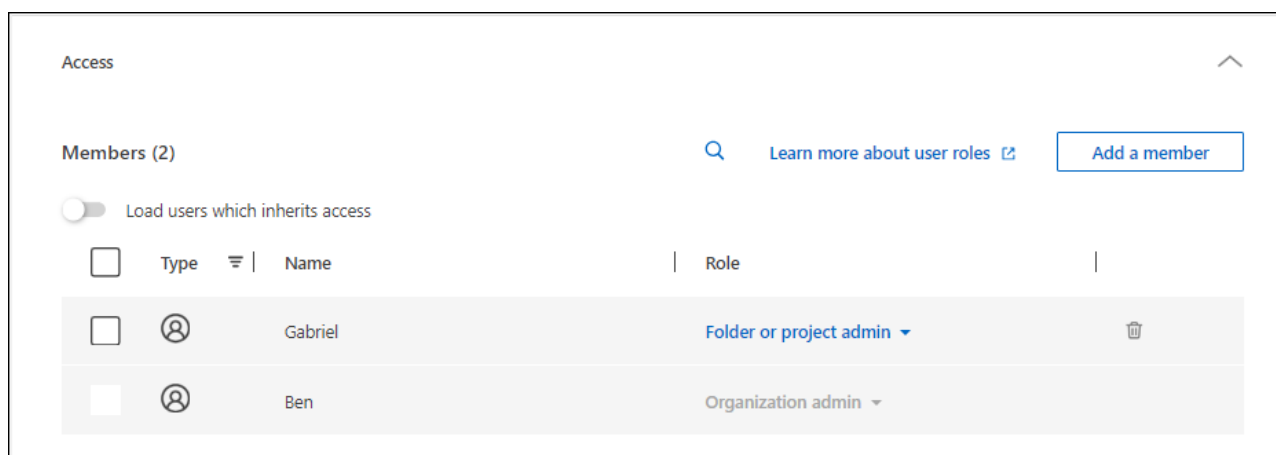 Access
Members (2)
Learn more about user roles
Add a member
Load users which inherits access
Type Name Role
Gabriel Folder or project admin
Ben Organization admin